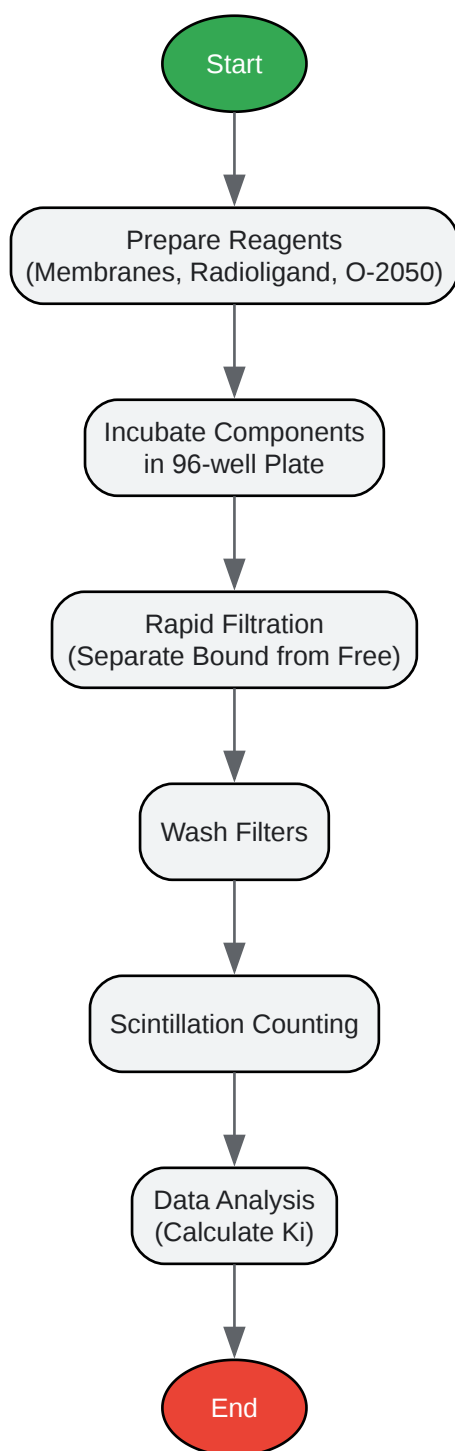 Start
Prepare Reagents
(Membranes, Radioligand, O-2050)
Incubate Components
in 96-well Plate
Rapid Filtration
(Separate Bound from Free)
Wash Filters
Scintillation Counting
Data Analysis
(Calculate Ki)
End